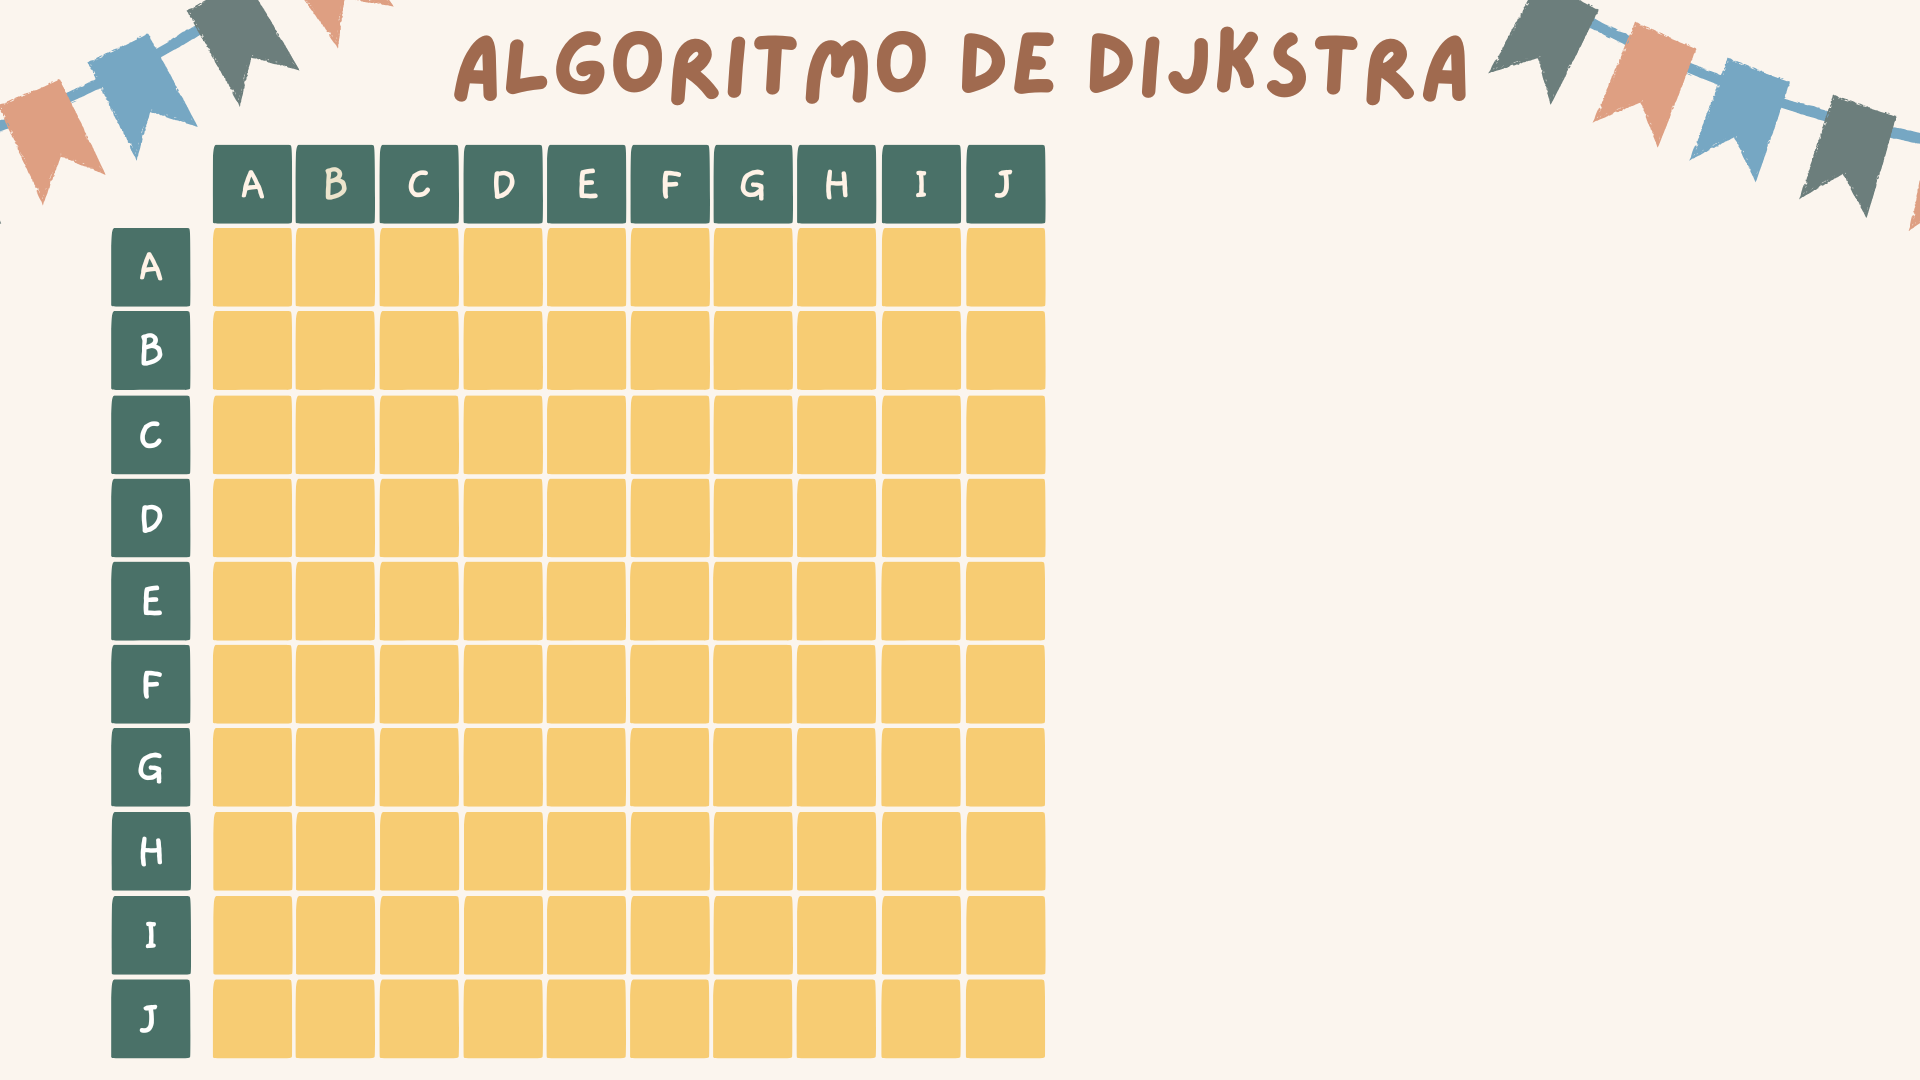 ALGORITMO DE DIJKSTRA
A B C D E F G H I J
A
B
C
D
E
F
G
H
I
J